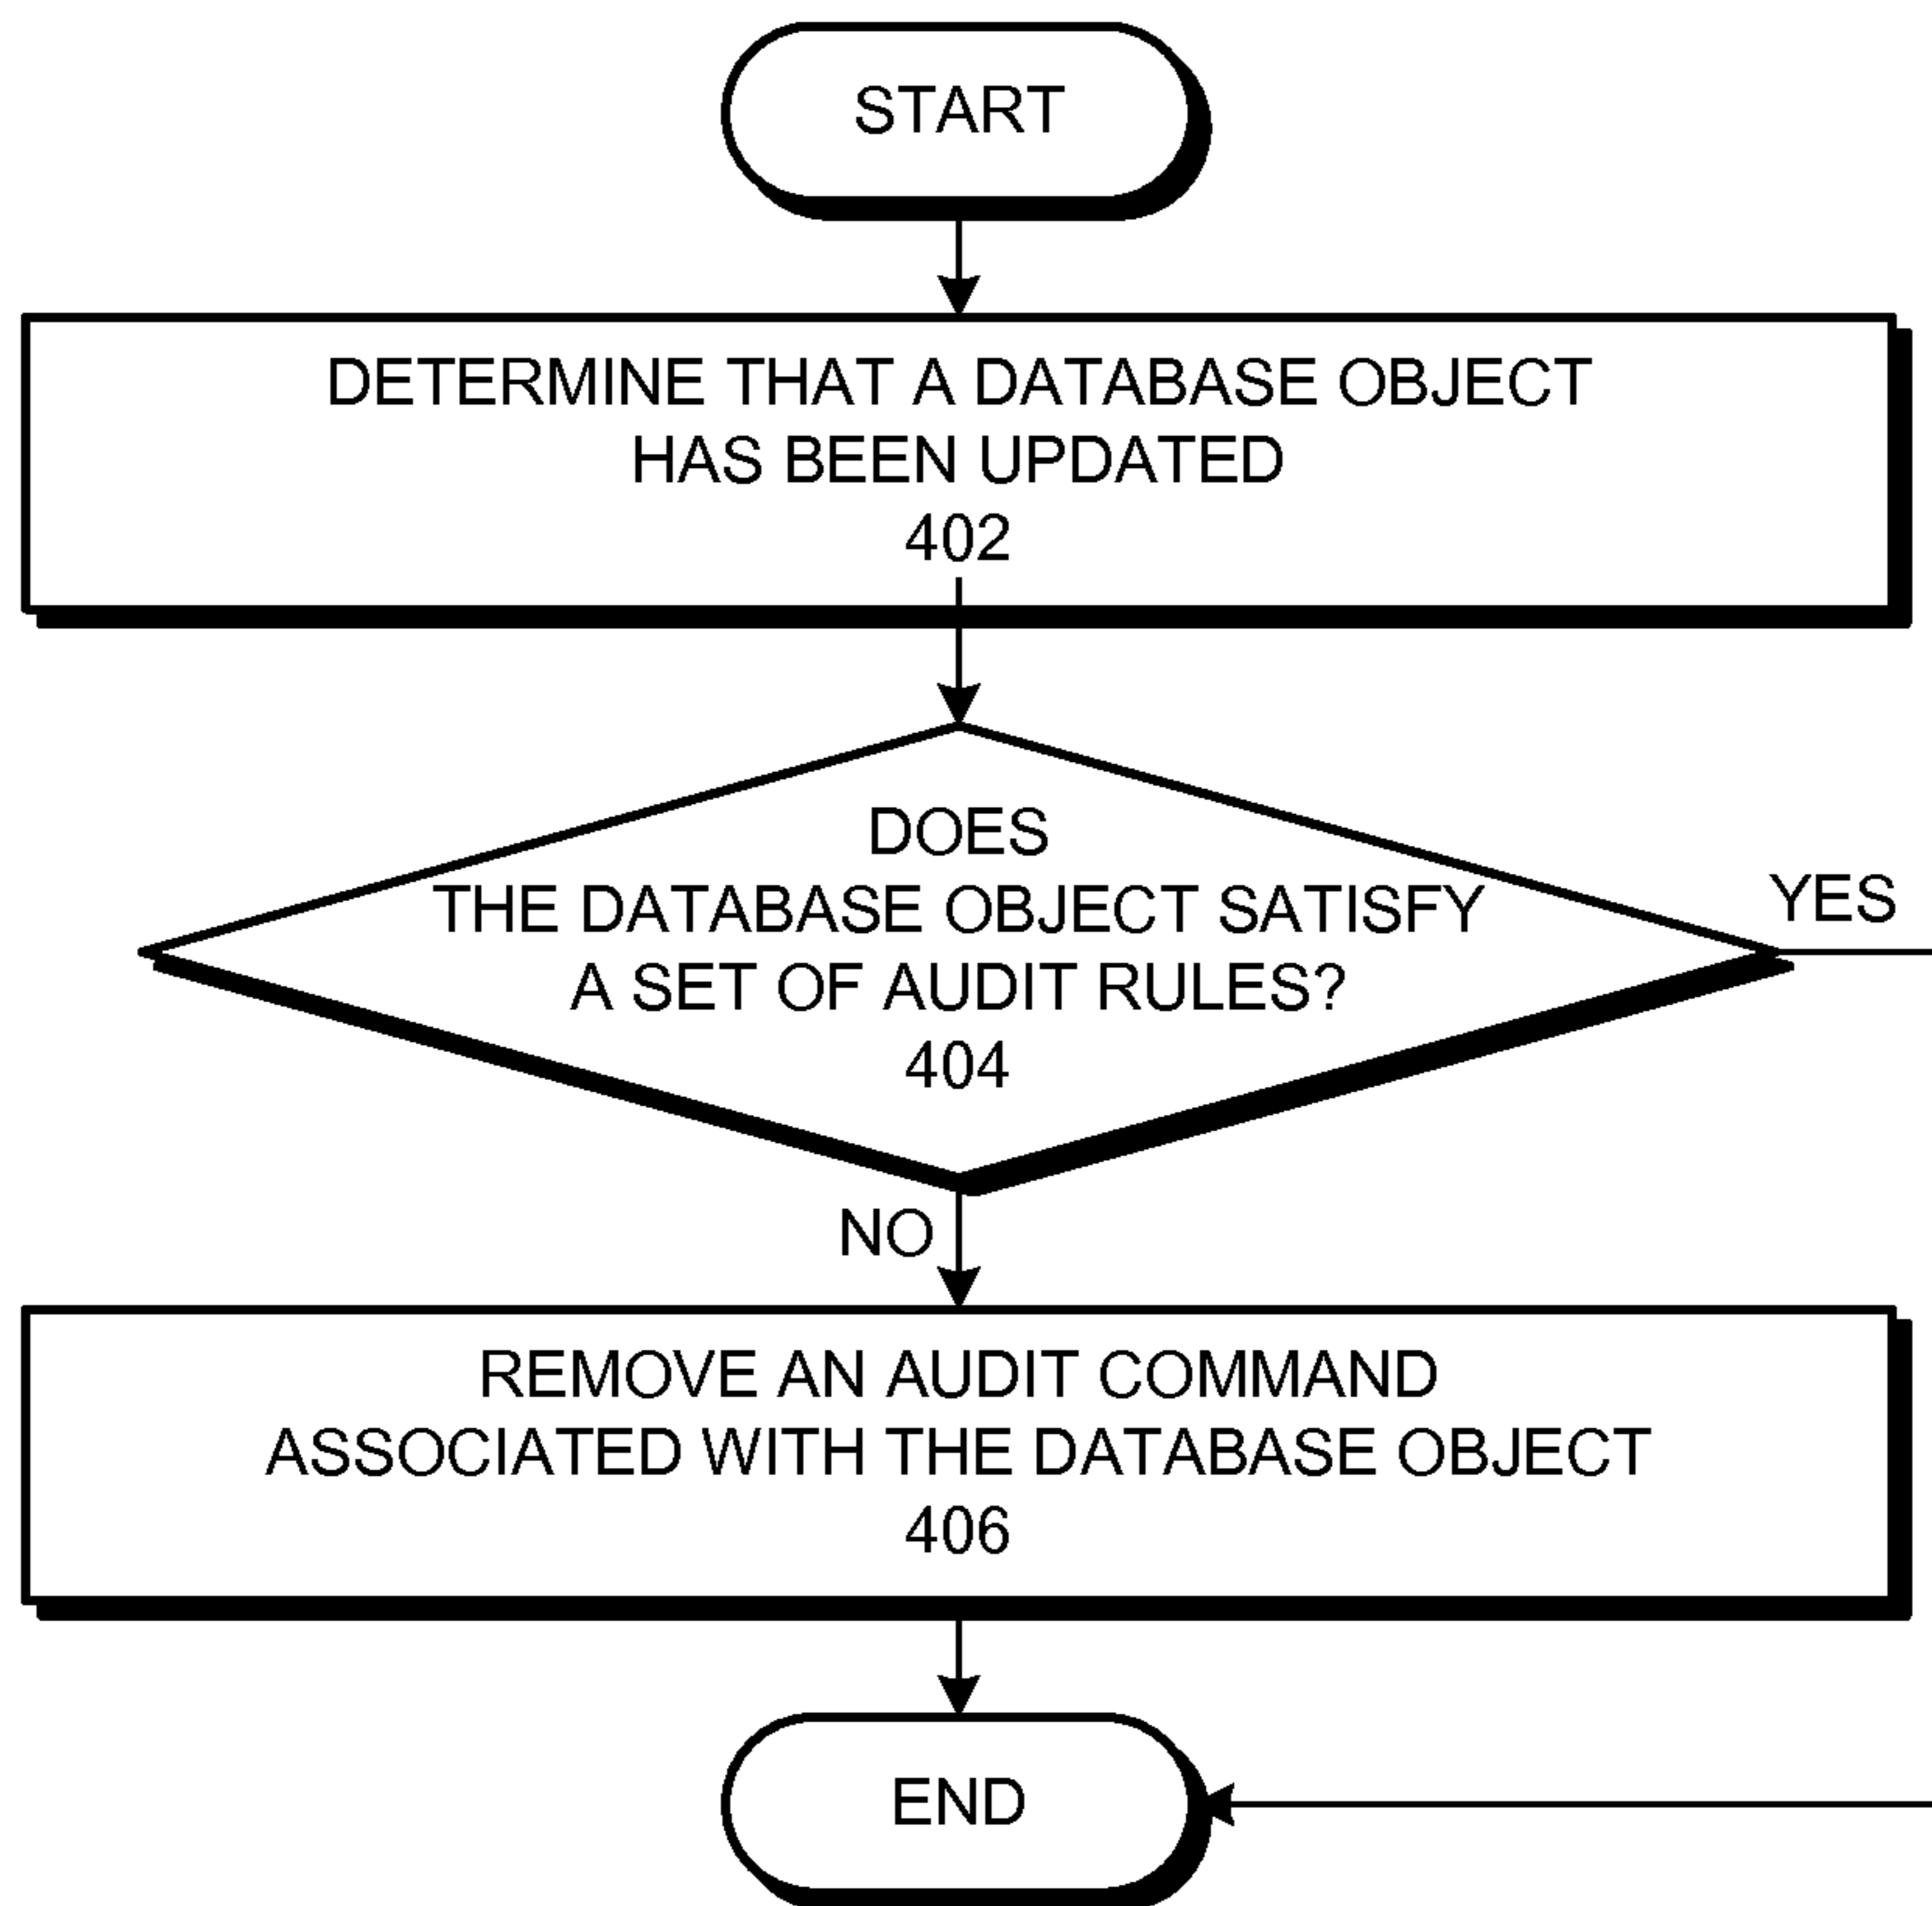 START
DETERMINE THAT A DATABASE OBJECT
HAS BEEN UPDATED
402
DOES
THE DATABASE OBJECT SATISFY
A SET OF AUDIT RULES?
404
YES
NO
REMOVE AN AUDIT COMMAND
ASSOCIATED WITH THE DATABASE OBJECT
406
END